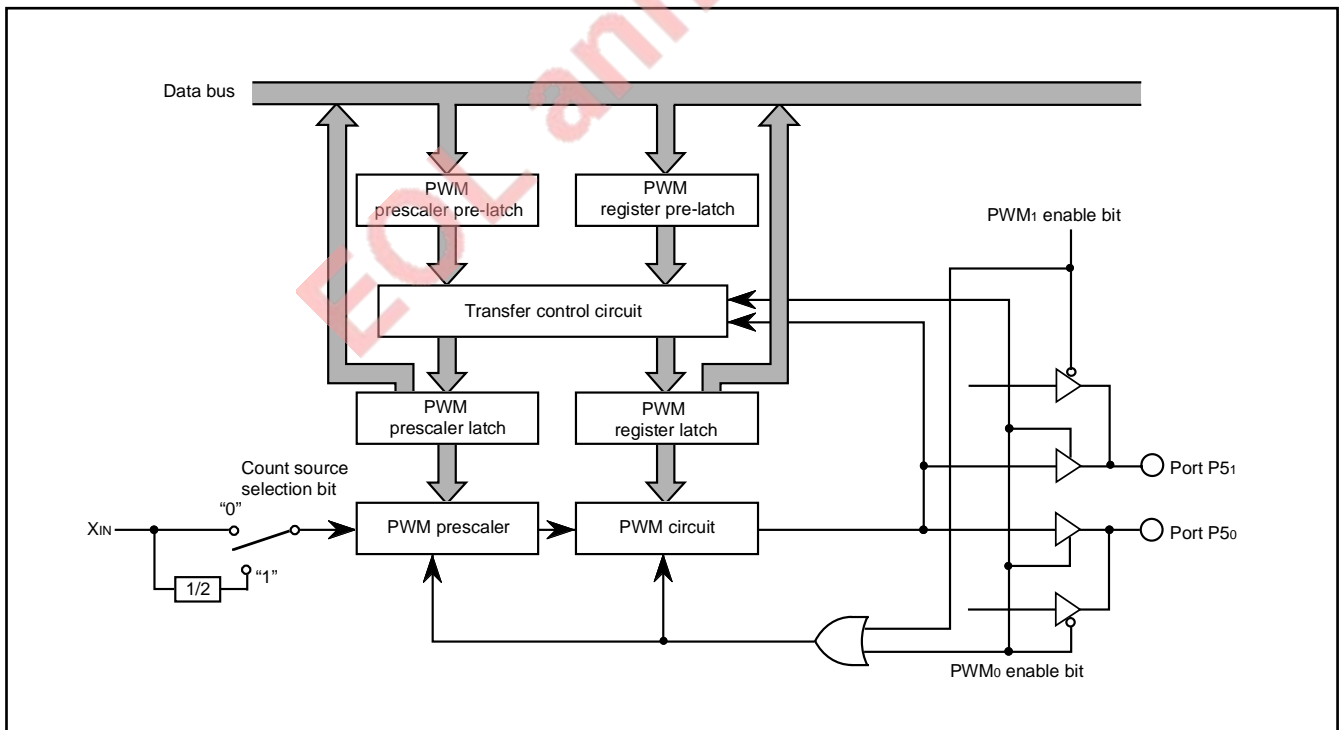 EOL ann
Data bus
PWM
prescaler pre-latch
PWM
register pre-latch
PWM₁ enable bit
Transfer control circuit
PWM
prescaler latch
PWM
register latch
Count source
selection bit
“0”
XIN
PWM prescaler
PWM circuit
Port P5₁
Port P5₀
“1”
1/2
PWM₀ enable bit